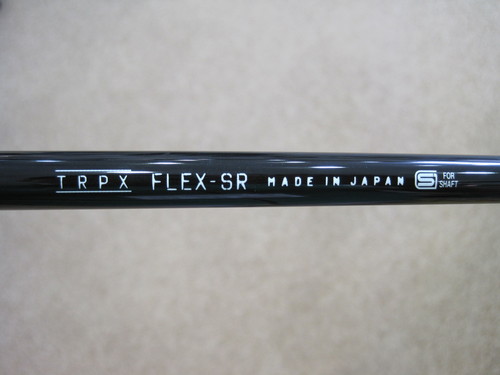 TRPX FLEX-SR MADE IN JAPAN S FOR
SHAFT